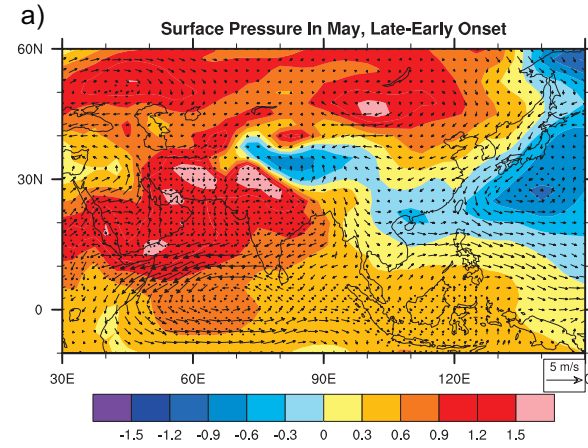 a)
Surface Pressure In May, Late-Early Onset
60N
30N
0
5 m/s
30E 60E 90E 120E
-1.5 -1.2 -0.9 -0.6 -0.3 0 0.3 0.6 0.9 1.2 1.5